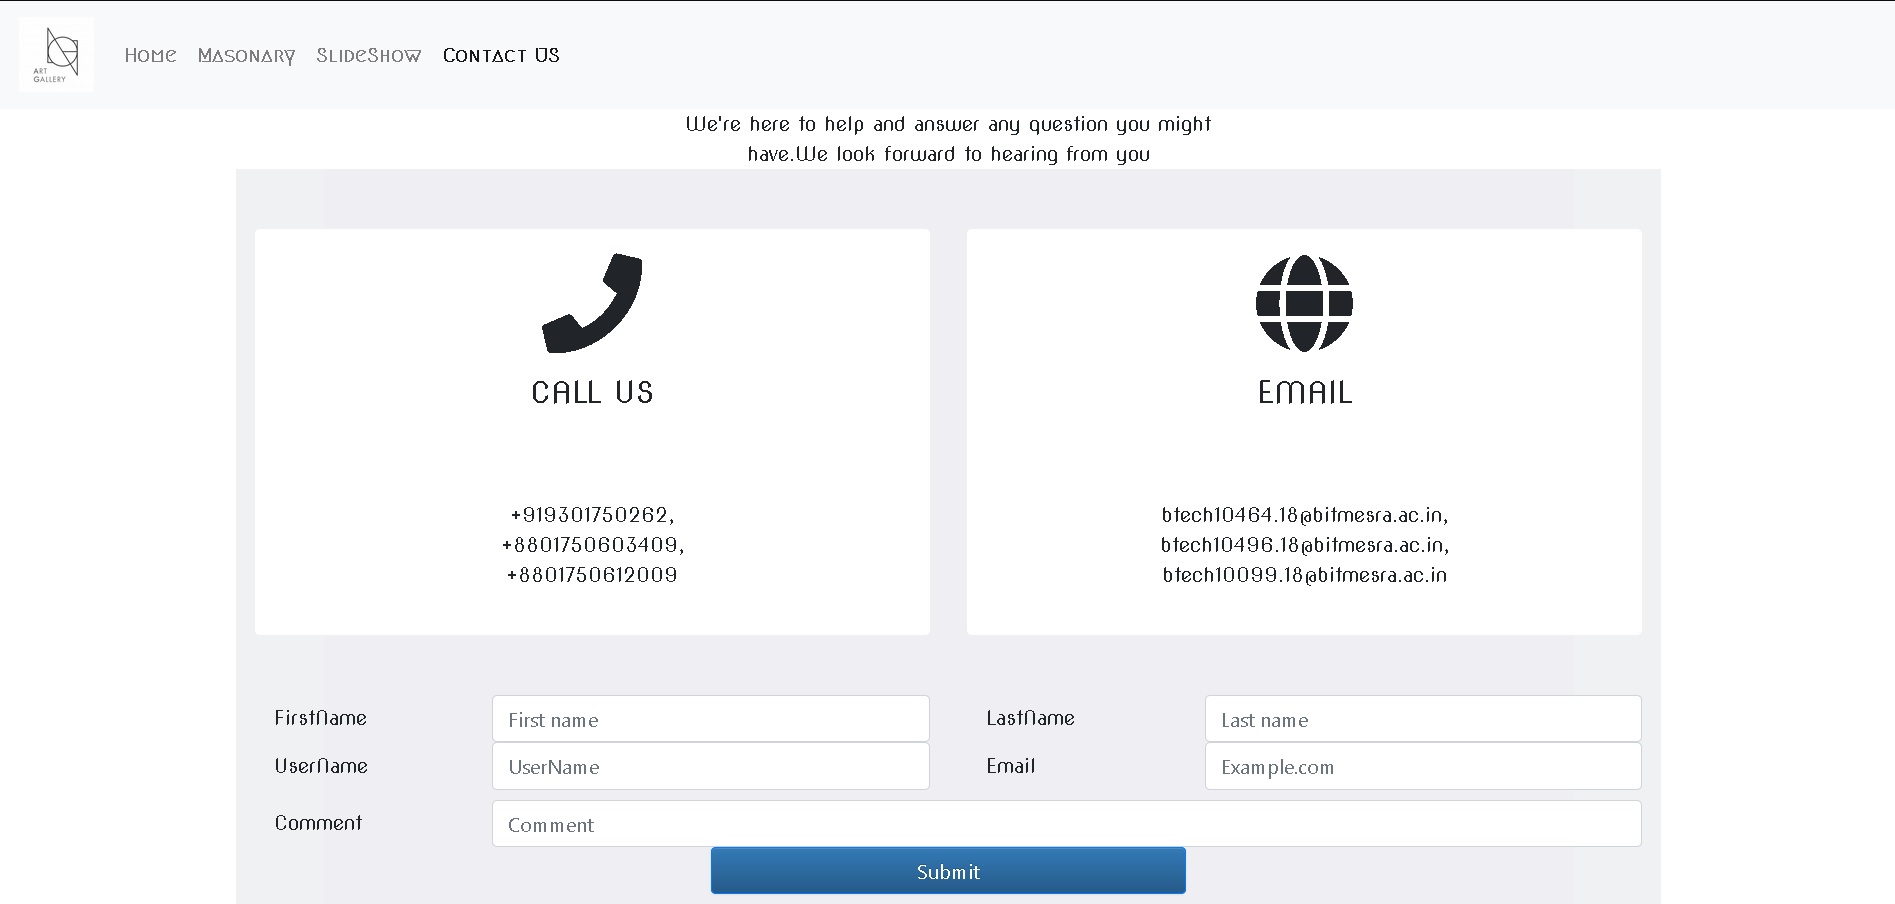 ART
GALLERY
Home Masonary SlideShow Contact US
We're here to help and answer any question you might
have.We look forward to hearing from you
CALL US
+919301750262,
+8801750603409,
+8801750612009
EMAIL
btech10464.18@bitmesra.ac.in,
btech10496.18@bitmesra.ac.in,
btech10099.18@bitmesra.ac.in
FirstName First name LastName Last name
UserName UserName Email Example.com
Comment Comment
Submit